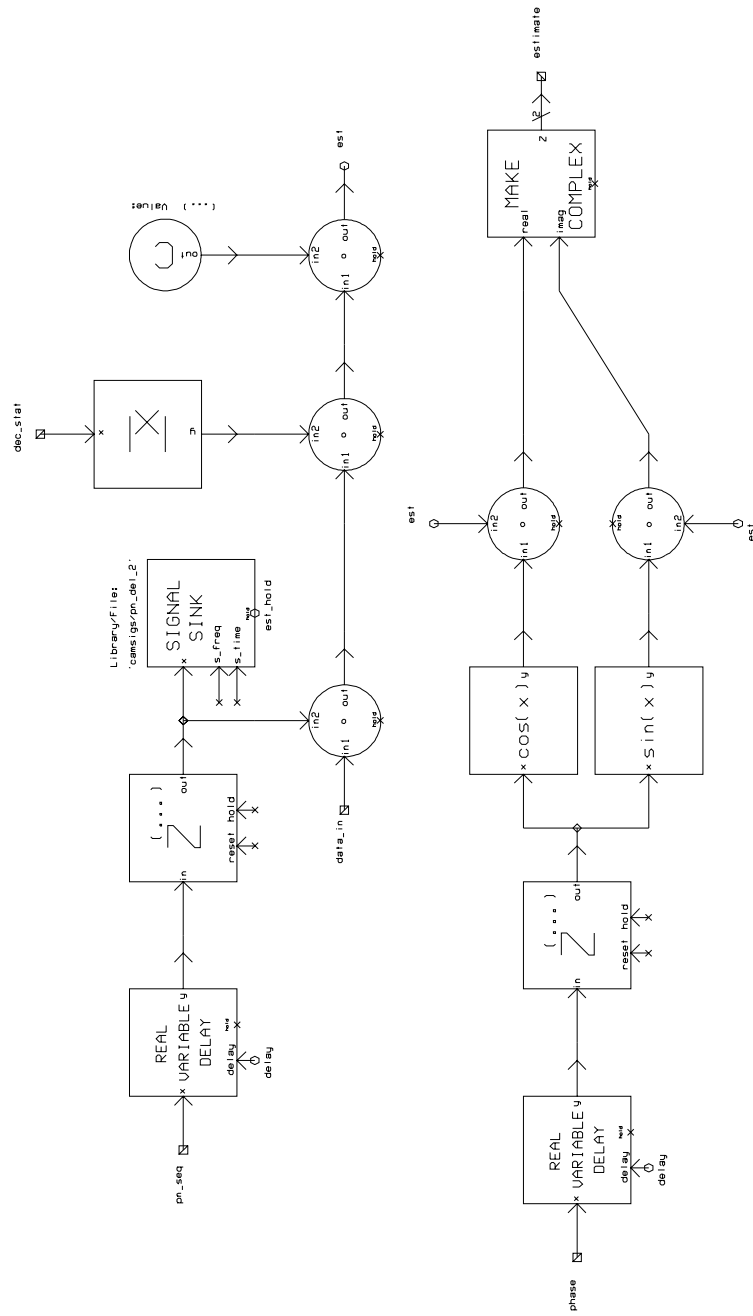 pn_seq
x
REAL
VARIABLE
DELAY
y
hold
delay
delay
in
Z
(...)
out
reset
hold
Library/File:
'camsigs/pn_del_2'
SIGNAL
SINK
x
s_freq
s_time
hold
est_hold
data_in
in1
in2
out
hold
dec_stat
x
|X|
y
in1
in2
out
hold
Value:
(...)
C
out
in1
in2
out
hold
est
phase
x
REAL
VARIABLE
DELAY
y
hold
delay
delay
in
Z
(...)
out
reset
hold
x
cos(x)
y
x
sin(x)
y
est
in1
in2
out
hold
in1
in2
out
hold
est
real
imag
MAKE
COMPLEX
hold
Z
2
estimate